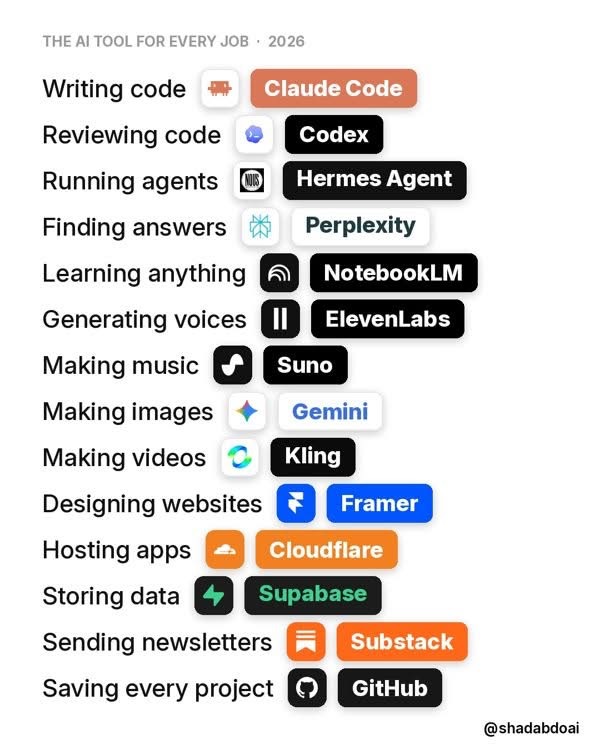 THE AI TOOL FOR EVERY JOB · 2026
Writing code Claude Code
Reviewing code Codex
Running agents NOUS Hermes Agent
Finding answers Perplexity
Learning anything NotebookLM
Generating voices ElevenLabs
Making music Suno
Making images Gemini
Making videos Kling
Designing websites Framer
Hosting apps Cloudflare
Storing data Supabase
Sending newsletters Substack
Saving every project GitHub
@shadabdoai